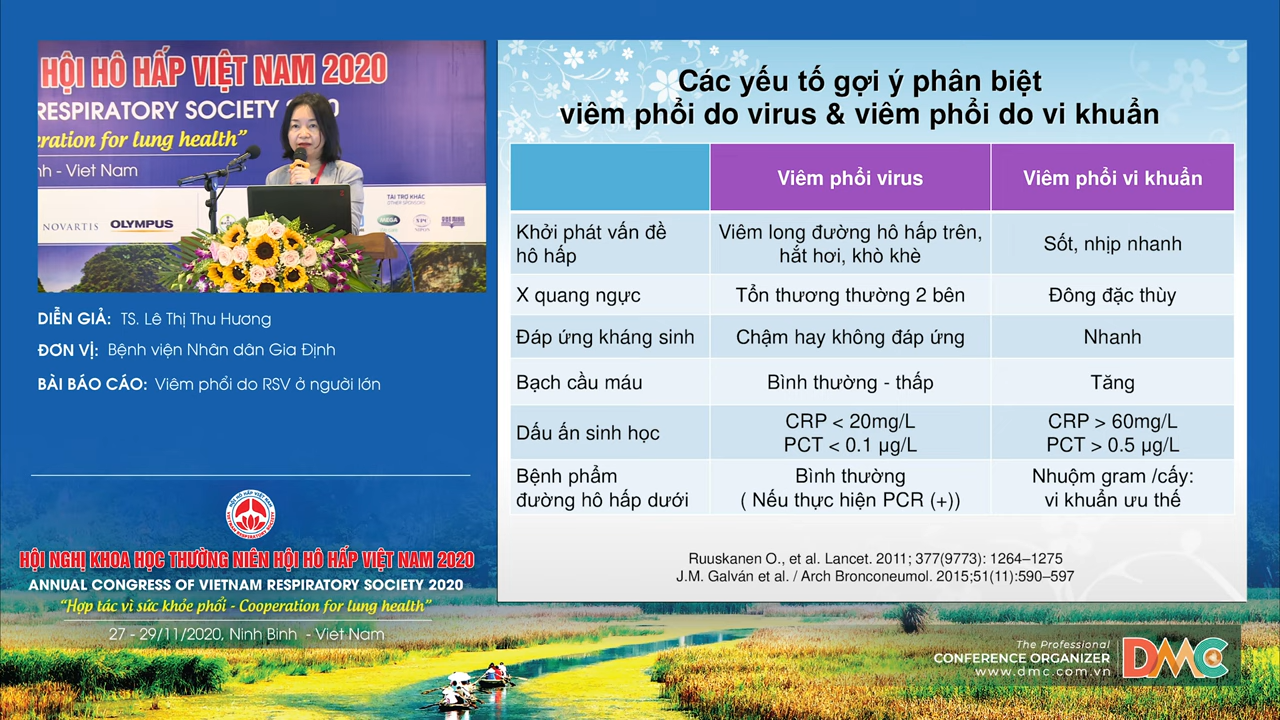 HỘI HÔ HẤP VIỆT NAM 2020
RESPIRATORY SOCIETY 2020
eration for lung health”
nh - Viet Nam
TÀI TRỢ KHÁC
NOVARTIS
OLYMPUS
MEGA
DIỄN GIẢ: TS. Lê Thị Thu Hương
ĐƠN VỊ: Bệnh viện Nhân dân Gia Định
BÀI BÁO CÁO: Viêm phổi do RSV ở người lớn
HỘI NGHỊ KHOA HỌC THƯỜNG NIÊN HỘI HÔ HẤP VIỆT NAM 2020
ANNUAL CONGRESS OF VIETNAM RESPIRATORY SOCIETY 2020
“Hợp tác vì sức khỏe phổi - Cooperation for lung health”
27 - 29/11/2020, Ninh Binh - Viet Nam
Các yếu tố gợi ý phân biệt
viêm phổi do virus & viêm phổi do vi khuẩn
Viêm phổi virus
Viêm phổi vi khuẩn
Khởi phát vấn đề
hô hấp
Viêm long đường hô hấp trên,
hắt hơi, khò khè
Sốt, nhịp nhanh
X quang ngực
Tổn thương thường 2 bên
Đông đặc thùy
Đáp ứng kháng sinh
Chậm hay không đáp ứng
Nhanh
Bạch cầu máu
Bình thường - thấp
Tăng
Dấu ấn sinh học
CRP < 20mg/L
PCT < 0.1 µg/L
CRP > 60mg/L
PCT > 0.5 µg/L
Bệnh phẩm
đường hô hấp dưới
Bình thường
( Nếu thực hiện PCR (+))
Nhuộm gram /cấy:
vi khuẩn ưu thế
Ruuskanen O., et al. Lancet. 2011; 377(9773): 1264–1275
J.M. Galván et al. / Arch Bronconeumol. 2015;51(11):590–597
The Professional
CONFERENCE ORGANIZER
www.dmc.com.vn
DMC